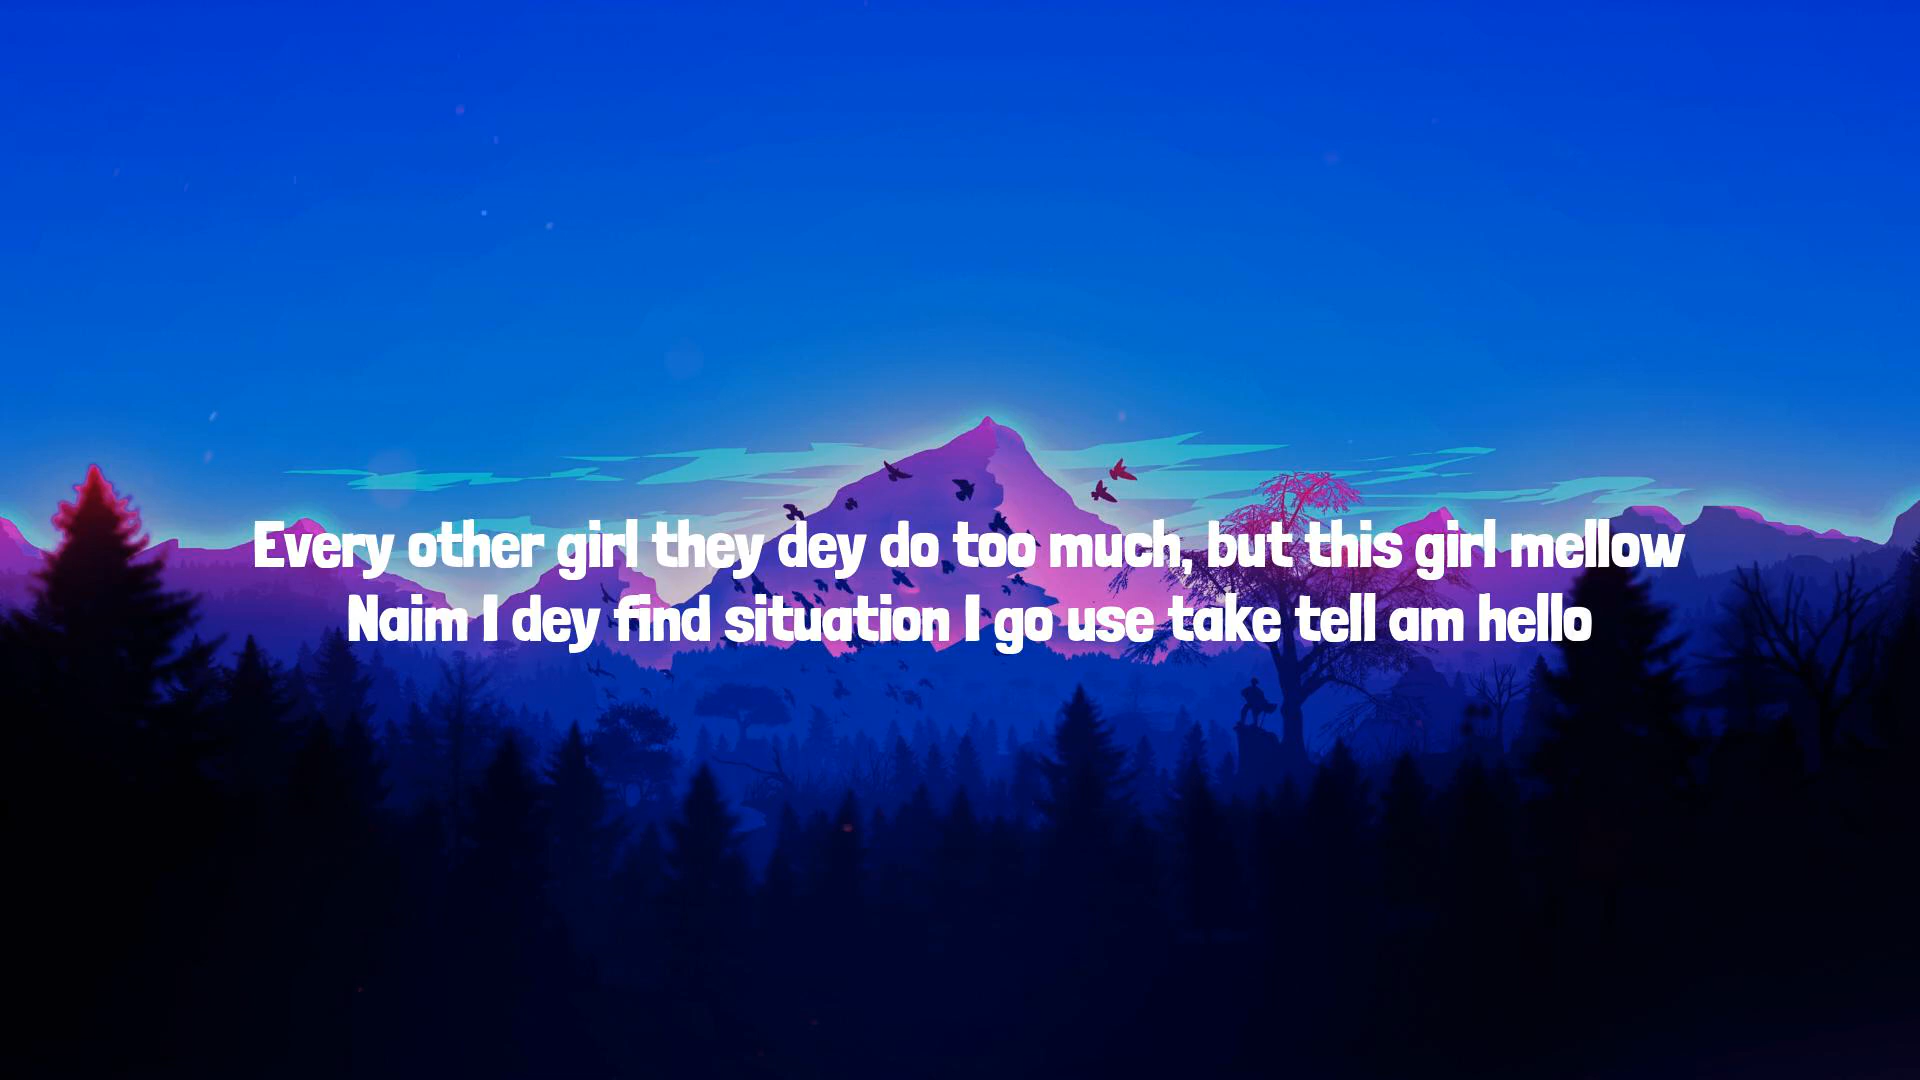 Every other girl they dey do too much, but this girl mellow
Naim I dey find situation I go use take tell am hello